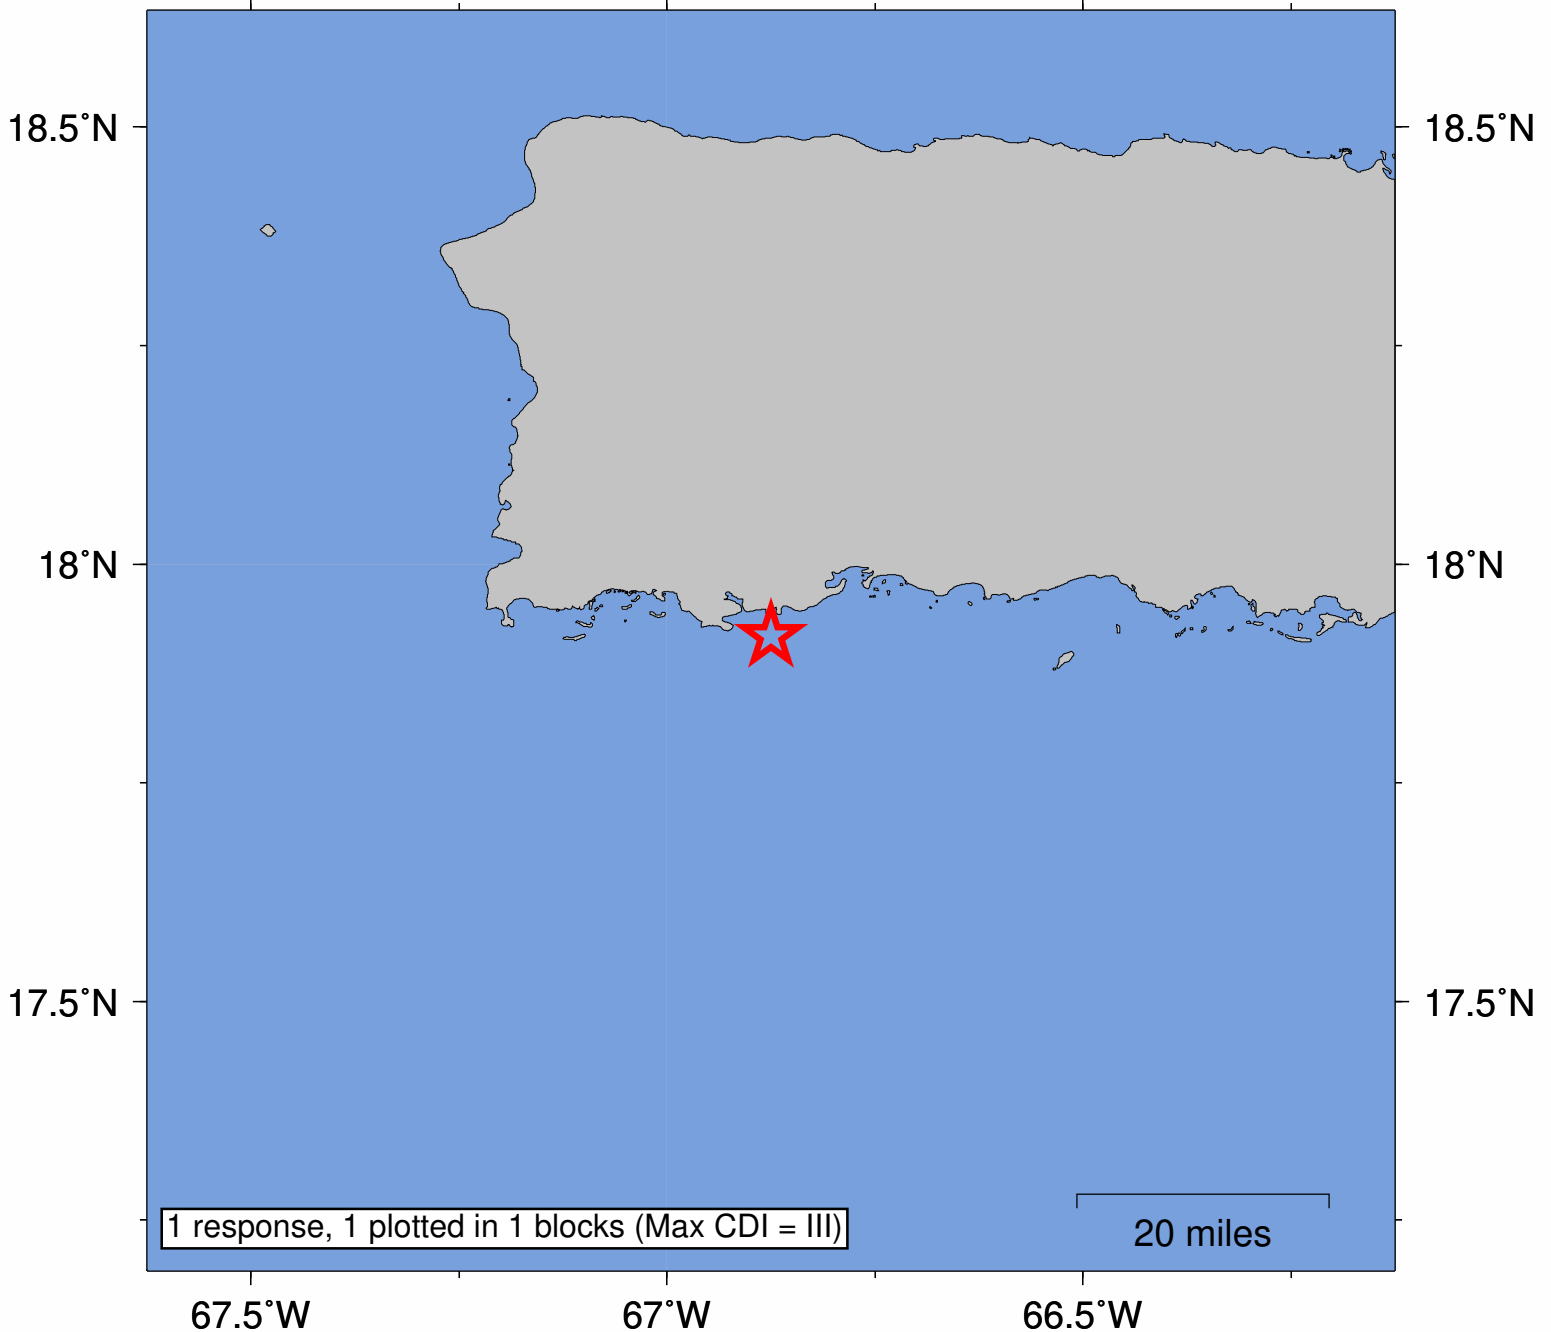 18.5˚N 18.5˚N
18˚N 18˚N
17.5˚N 17.5˚N
1 response, 1 plotted in 1 blocks (Max CDI = III)
20 miles
67.5˚W 67˚W 66.5˚W